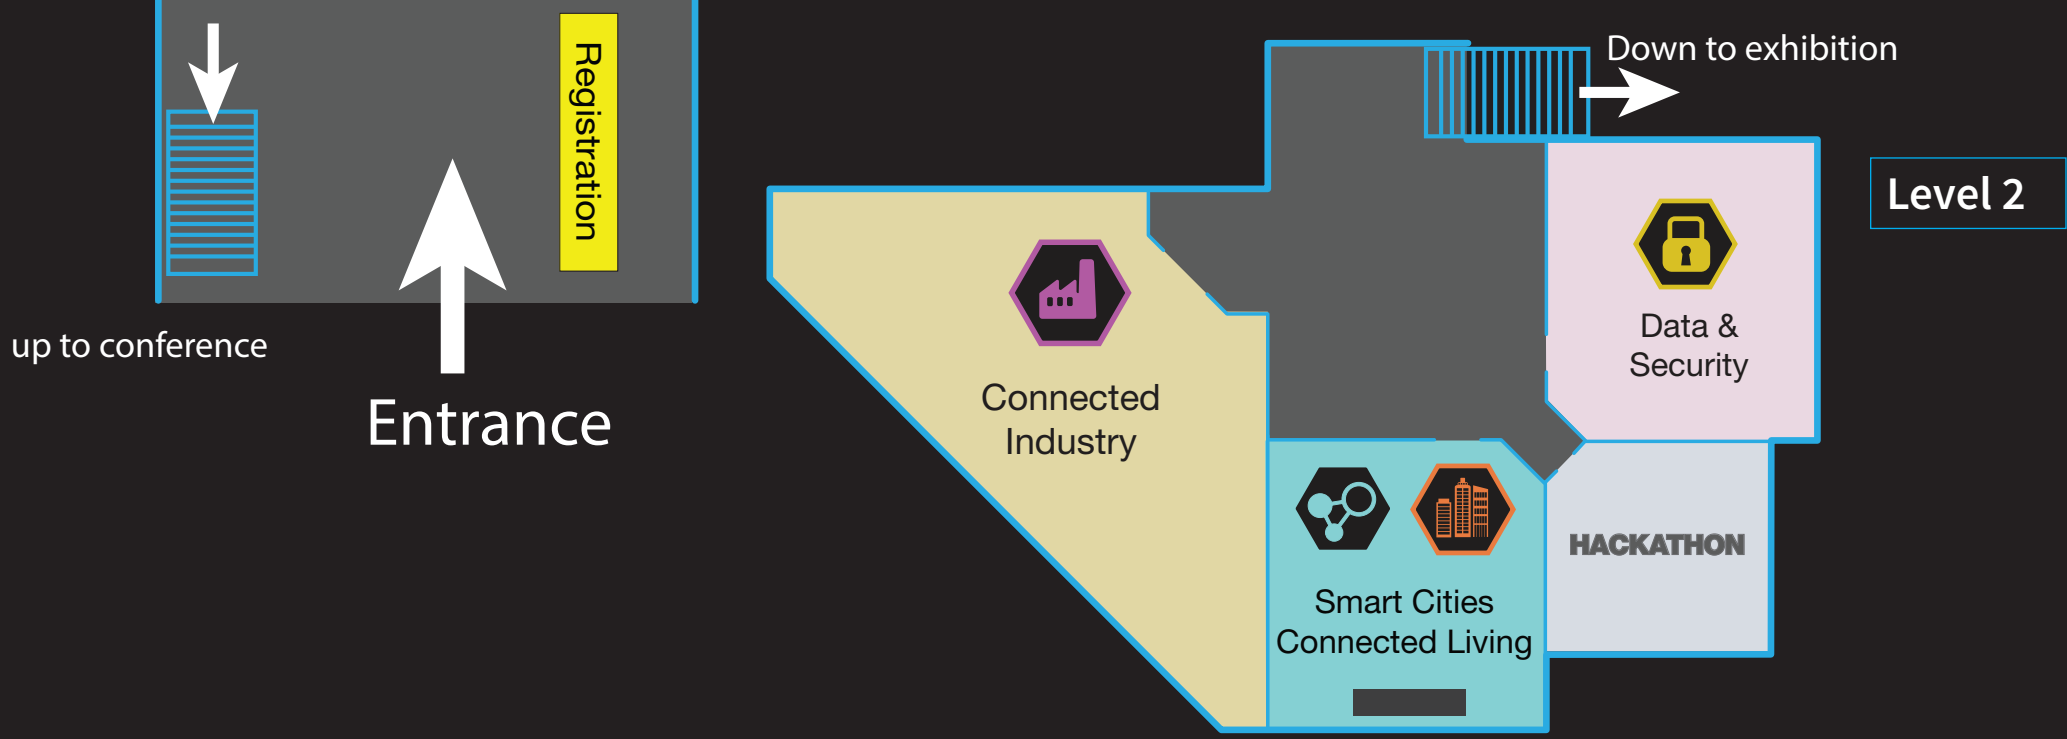 Registration
up to conference
Entrance
Down to exhibition
Level 2
Connected
Industry
Data &
Security
Smart Cities
Connected Living
HACKATHON